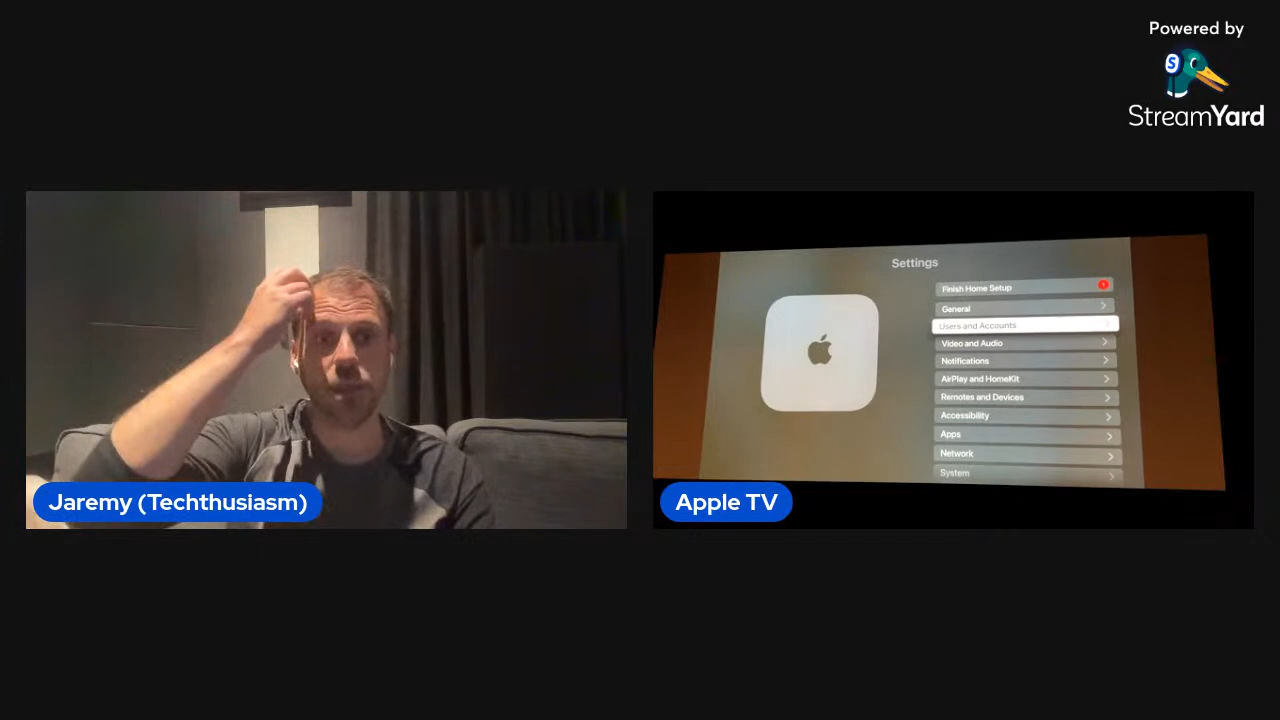 Powered by
S
StreamYard
Settings
Finish Home Setup
General
Users and Accounts
Video and Audio
Notifications
AirPlay and HomeKit
Remotes and Devices
Accessibility
Apps
Network
System
Jaremy (Techthusiasm)
Apple TV